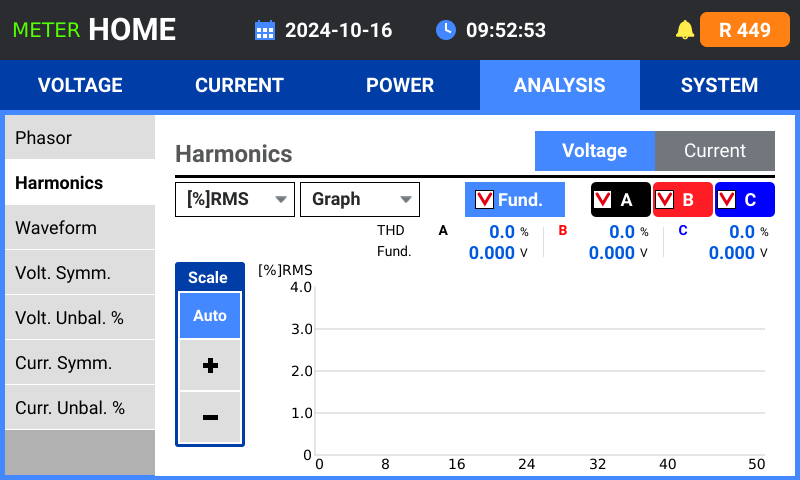 METER HOME 2024-10-16 09:52:53 R 449
VOLTAGE CURRENT POWER ANALYSIS SYSTEM
Phasor
Harmonics
Waveform
Volt. Symm.
Volt. Unbal. %
Curr. Symm.
Curr. Unbal. %
Harmonics Voltage Current
[%]RMS Graph Fund. A B C
THD A 0.0 % B 0.0 % C 0.0 %
Fund. 0.000 V 0.000 V 0.000 V
Scale
Auto
+
−
[%]RMS
4.0
3.0
2.0
1.0
0
0 8 16 24 32 40 50